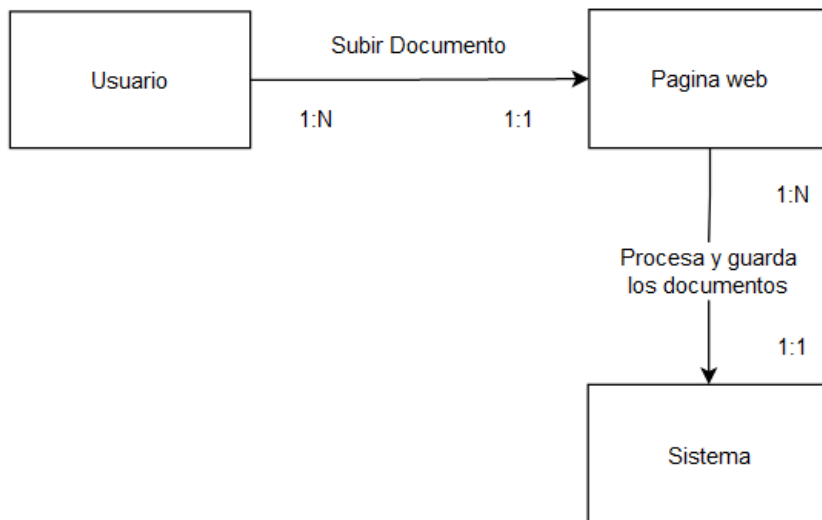 Subir Documento
Usuario
Pagina web
1:N
1:1
1:N
Procesa y guarda
los documentos
1:1
Sistema